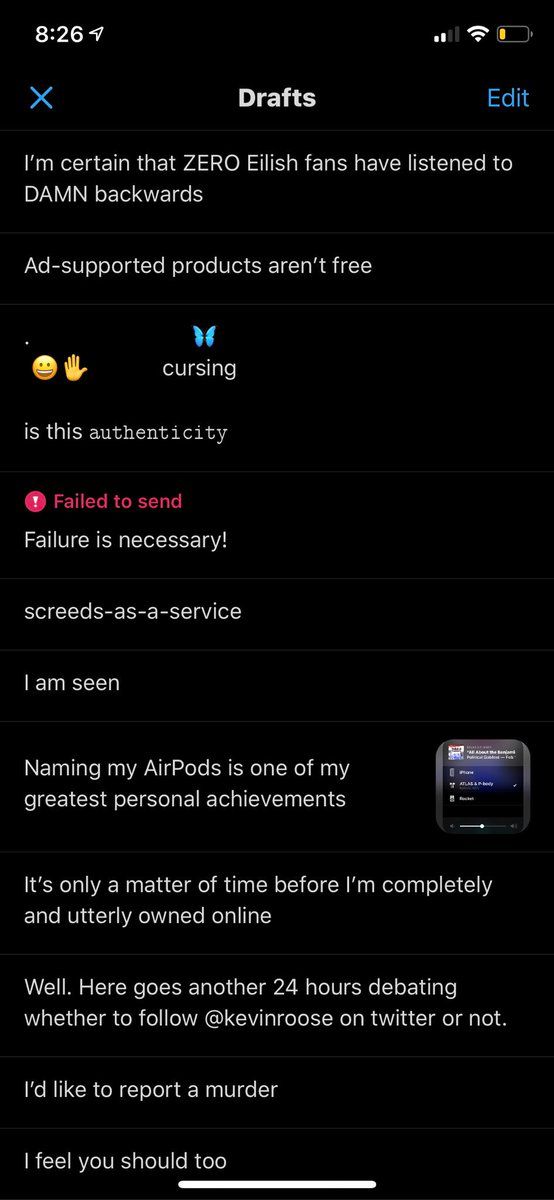 8:26
Drafts
Edit
I’m certain that ZERO Eilish fans have listened to
DAMN backwards
Ad-supported products aren’t free
.
🦋
😀✋ cursing
is this authenticity
Failed to send
Failure is necessary!
screeds-as-a-service
I am seen
Naming my AirPods is one of my
greatest personal achievements
"All About the Benjami
Political Gabfest — Feb
iPhone
ATLAS & P-body
Rocket
It’s only a matter of time before I’m completely
and utterly owned online
Well. Here goes another 24 hours debating
whether to follow @kevinroose on twitter or not.
I’d like to report a murder
I feel you should too